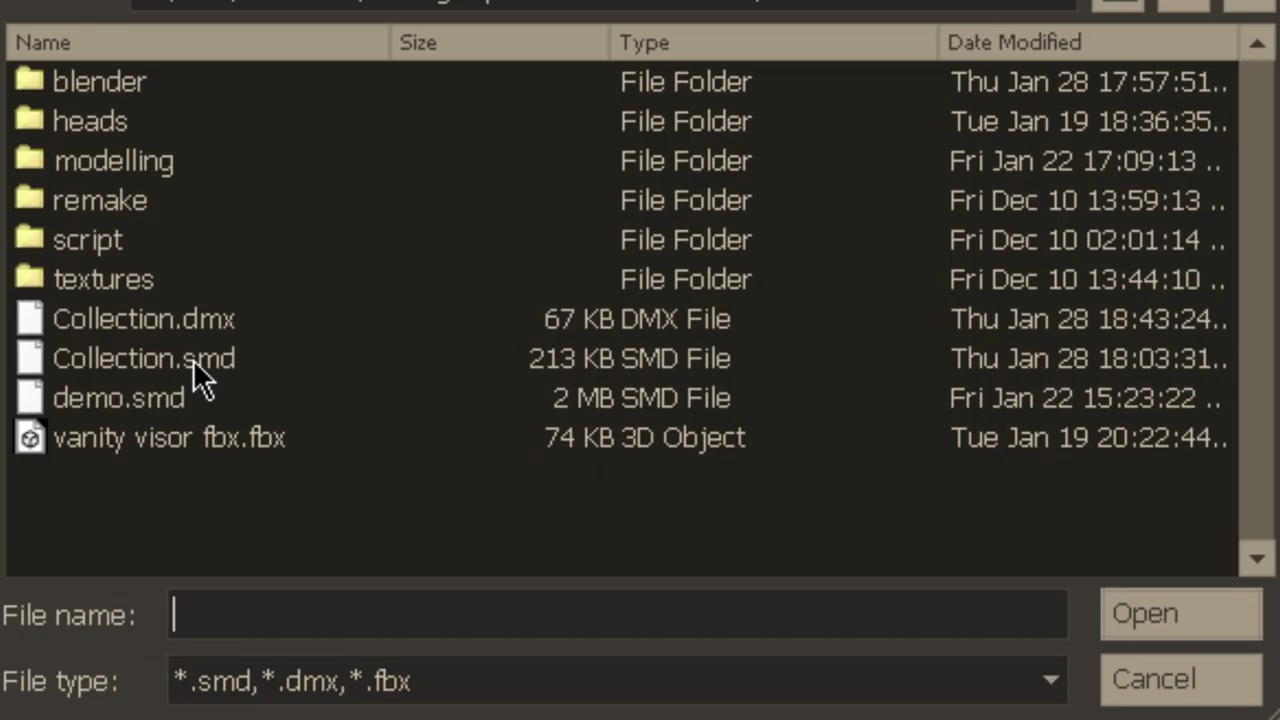 Name Size Type Date Modified
blender File Folder Thu Jan 28 17:57:51..
heads File Folder Tue Jan 19 18:36:35..
modelling File Folder Fri Jan 22 17:09:13 ..
remake File Folder Fri Dec 10 13:59:13 ..
script File Folder Fri Dec 10 02:01:14 ..
textures File Folder Fri Dec 10 13:44:10 ..
Collection.dmx 67 KB DMX File Thu Jan 28 18:43:24..
Collection.smd 213 KB SMD File Thu Jan 28 18:03:31..
demo.smd 2 MB SMD File Fri Jan 22 15:23:22 ..
vanity visor fbx.fbx 74 KB 3D Object Tue Jan 19 20:22:44..
File name: Open
File type: *.smd,*.dmx,*.fbx Cancel